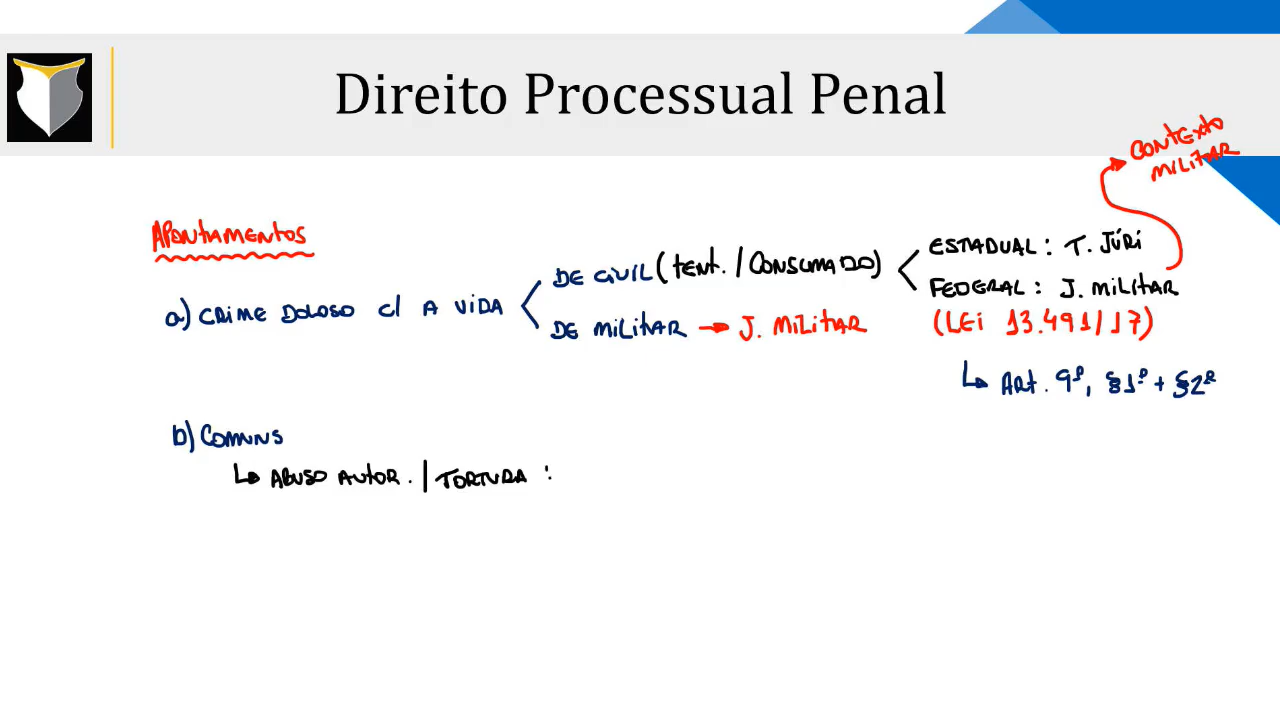 Direito Processual Penal
CONTEXTO
MILITAR
APONTAMENTOS
a) CRIME DOLOSO c/ A VIDA
DE CIVIL (TENT. / CONSUMADO)
ESTADUAL : T. JÚRI
FEDERAL : J. MILITAR
(LEI 13.491/17)
DE MILITAR → J. MILITAR
↳ ART. 9º, §1º + §2º
b) COMUNS
↳ ABUSO AUTOR. | TORTURA :